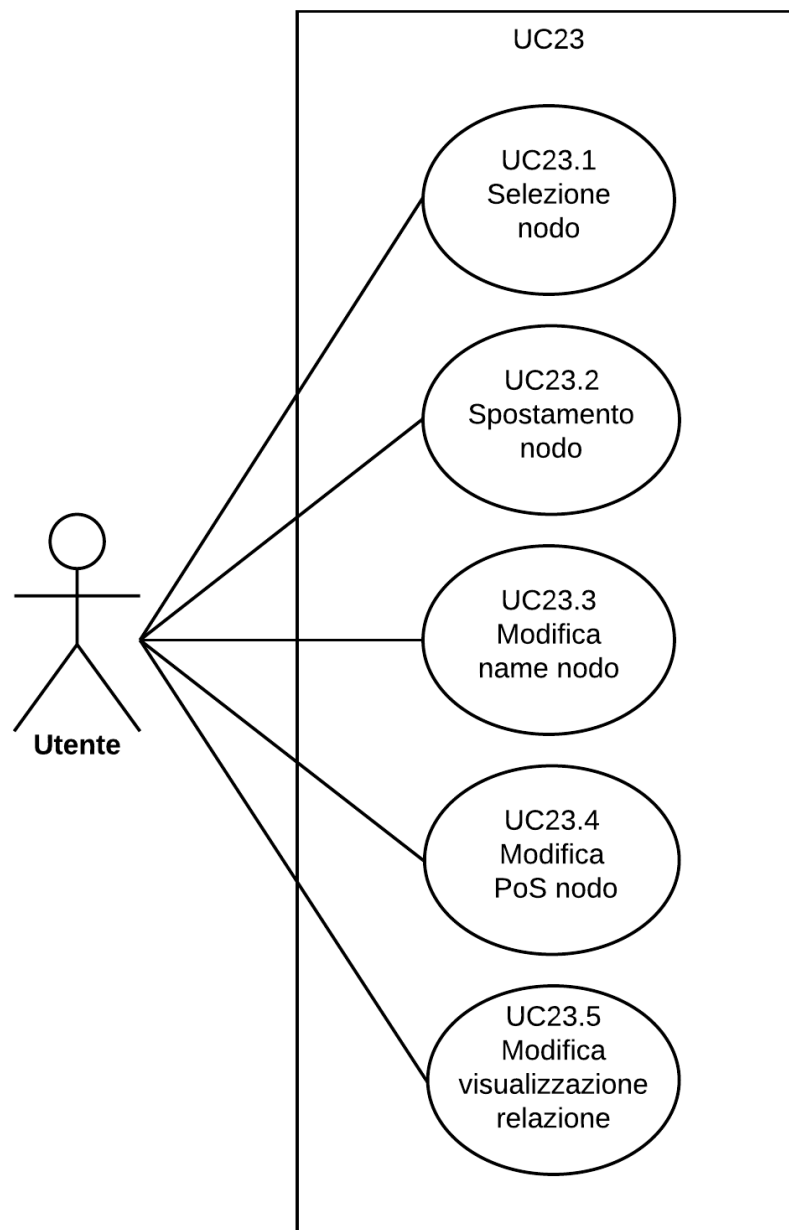 UC23
UC23.1
Selezione
nodo
UC23.2
Spostamento
nodo
UC23.3
Modifica
name nodo
Utente
UC23.4
Modifica
PoS nodo
UC23.5
Modifica
visualizzazione
relazione